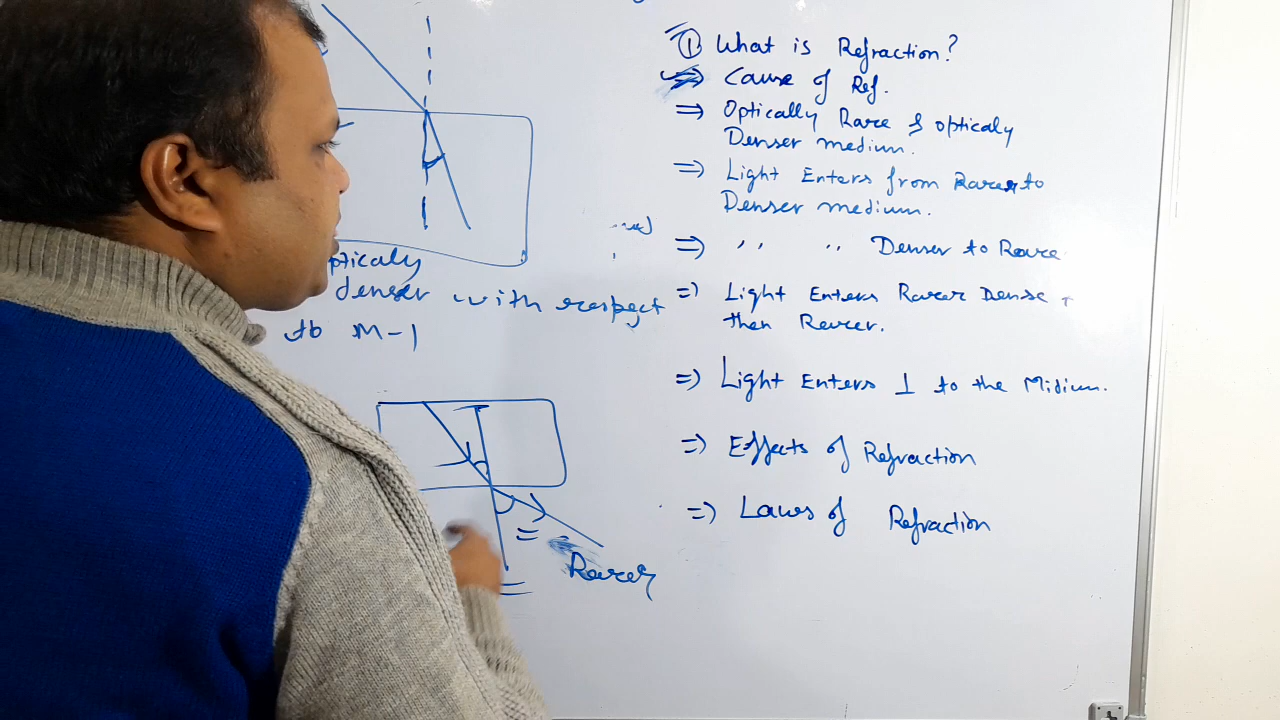 ① What is Refraction?
⇒ Cause of Ref.
⇒ Optically Rare & opticaly
Denser medium.
⇒ Light Enters from Rarer to
Denser medium.
⇒ ,, ,, Denser to Rare
⇒ Light Enters Rarer Dense +
then Rarer.
⇒ Light Enters ⊥ to the Midium.
⇒ Effects of Refraction
⇒ Laws of Refraction
pticaly
denser with respect
to M-1
Rarer